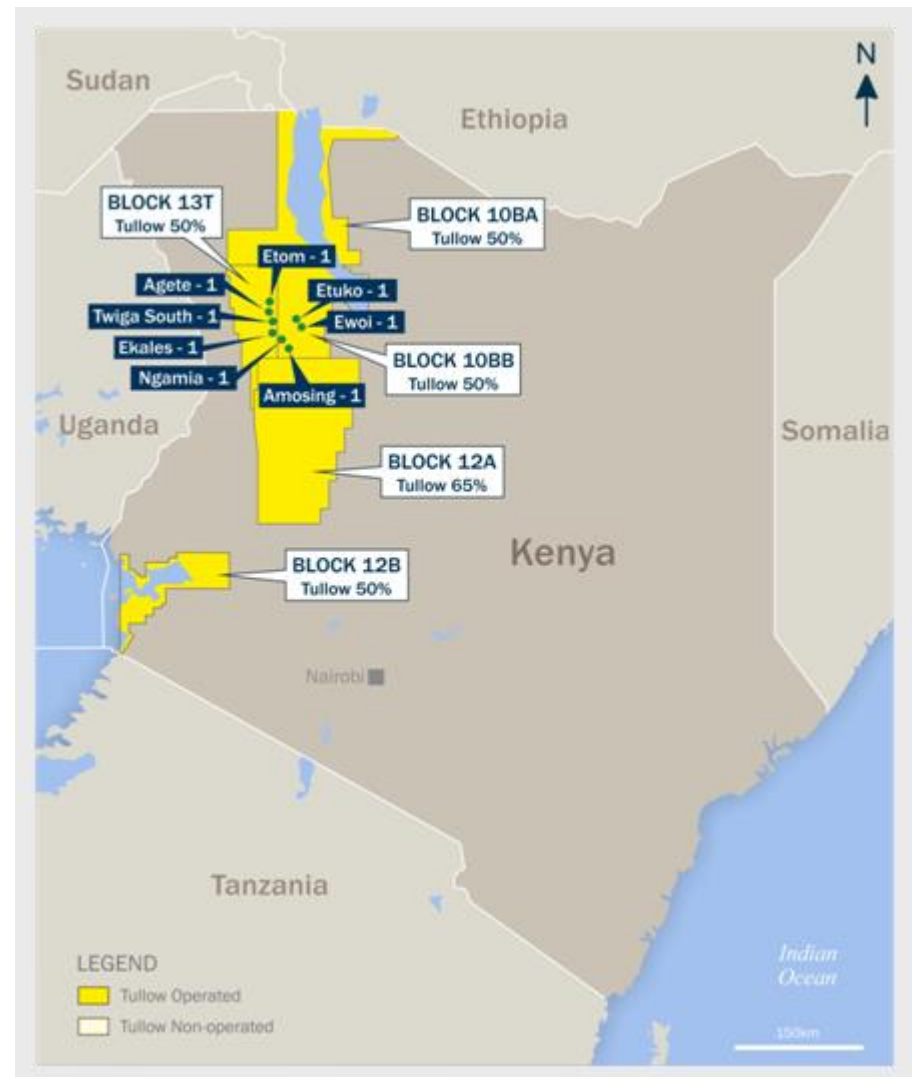 N
Sudan
Ethiopia
BLOCK 13T
Tullow 50%
BLOCK 10BA
Tullow 50%
Etom - 1
Agete - 1
Etuko - 1
Twiga South - 1
Ewoi - 1
Ekales - 1
BLOCK 10BB
Tullow 50%
Ngamia - 1
Amosing - 1
Uganda
Somalia
BLOCK 12A
Tullow 65%
Kenya
BLOCK 12B
Tullow 50%
Nairobi
Tanzania
LEGEND
Tullow Operated
Tullow Non-operated
Indian
Ocean
150km